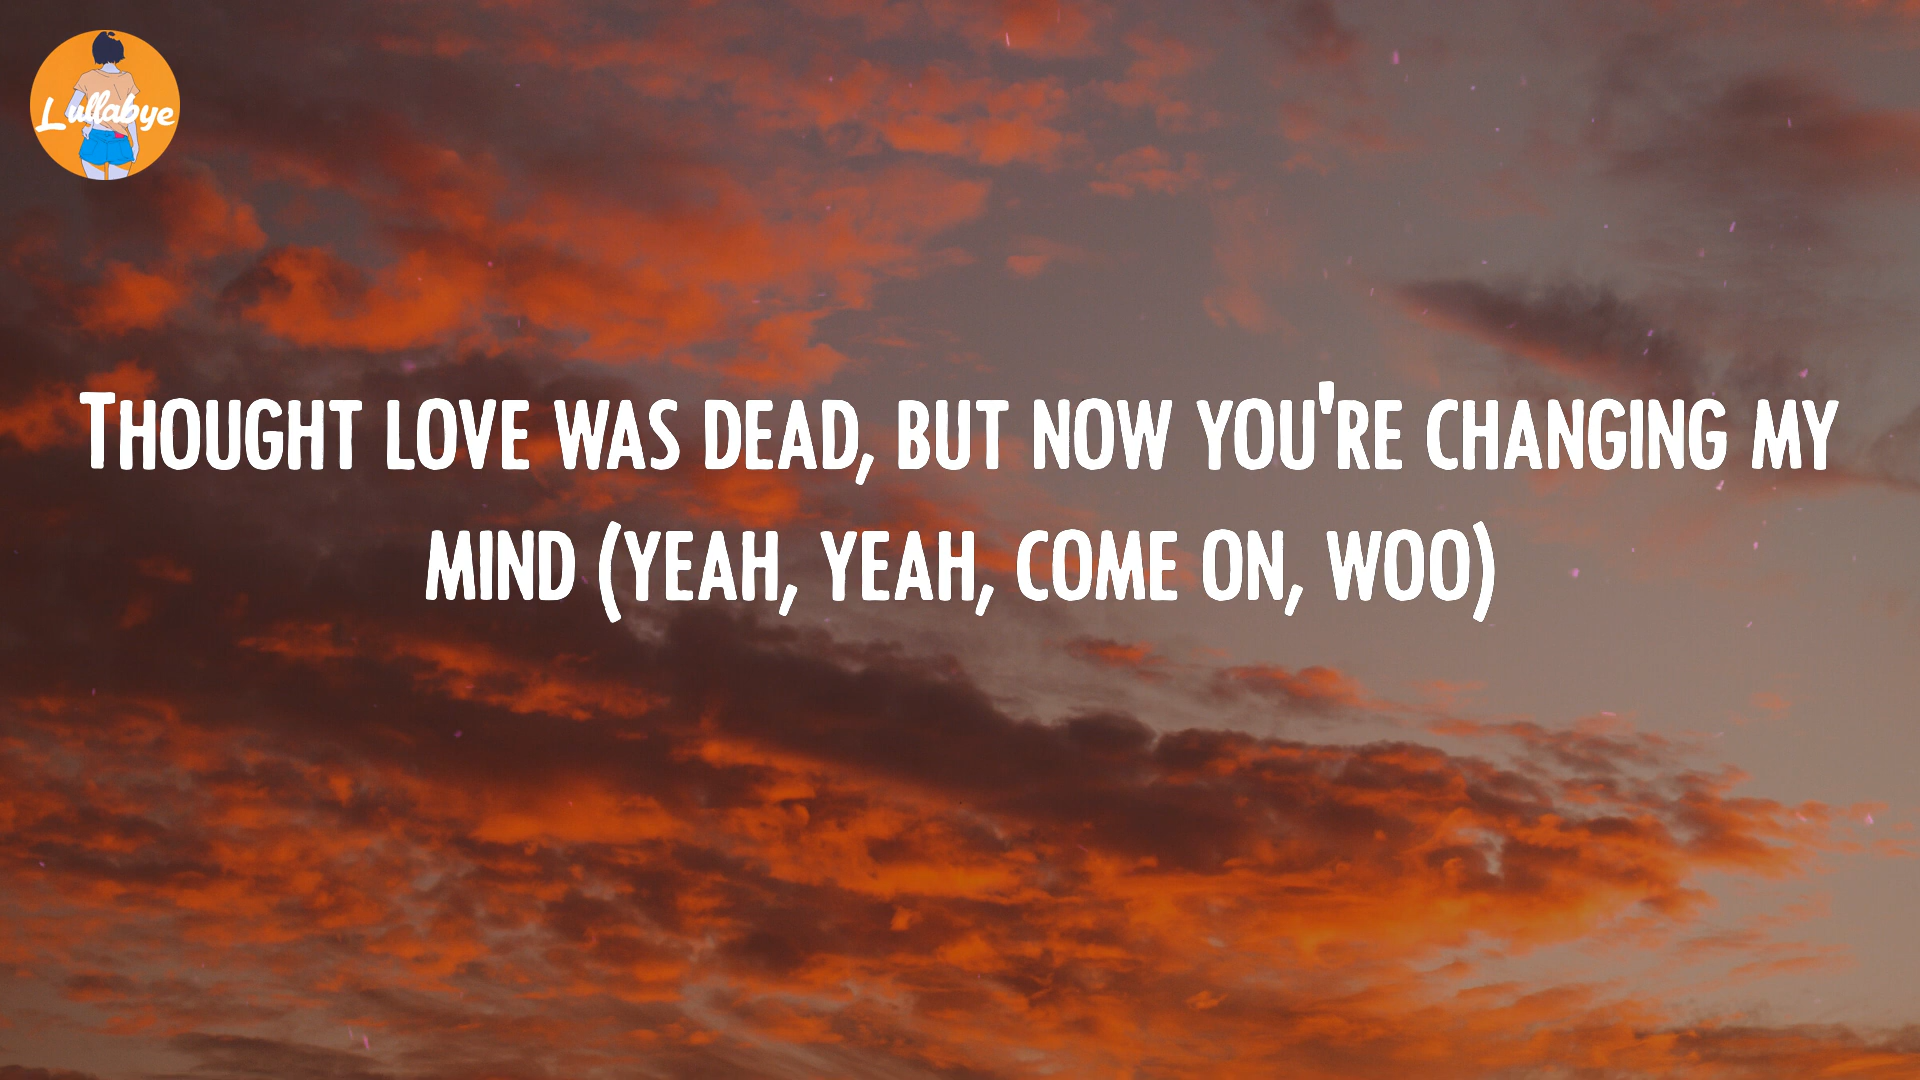 Lullabye
Thought love was dead, but now you're changing my
mind (yeah, yeah, come on, woo)